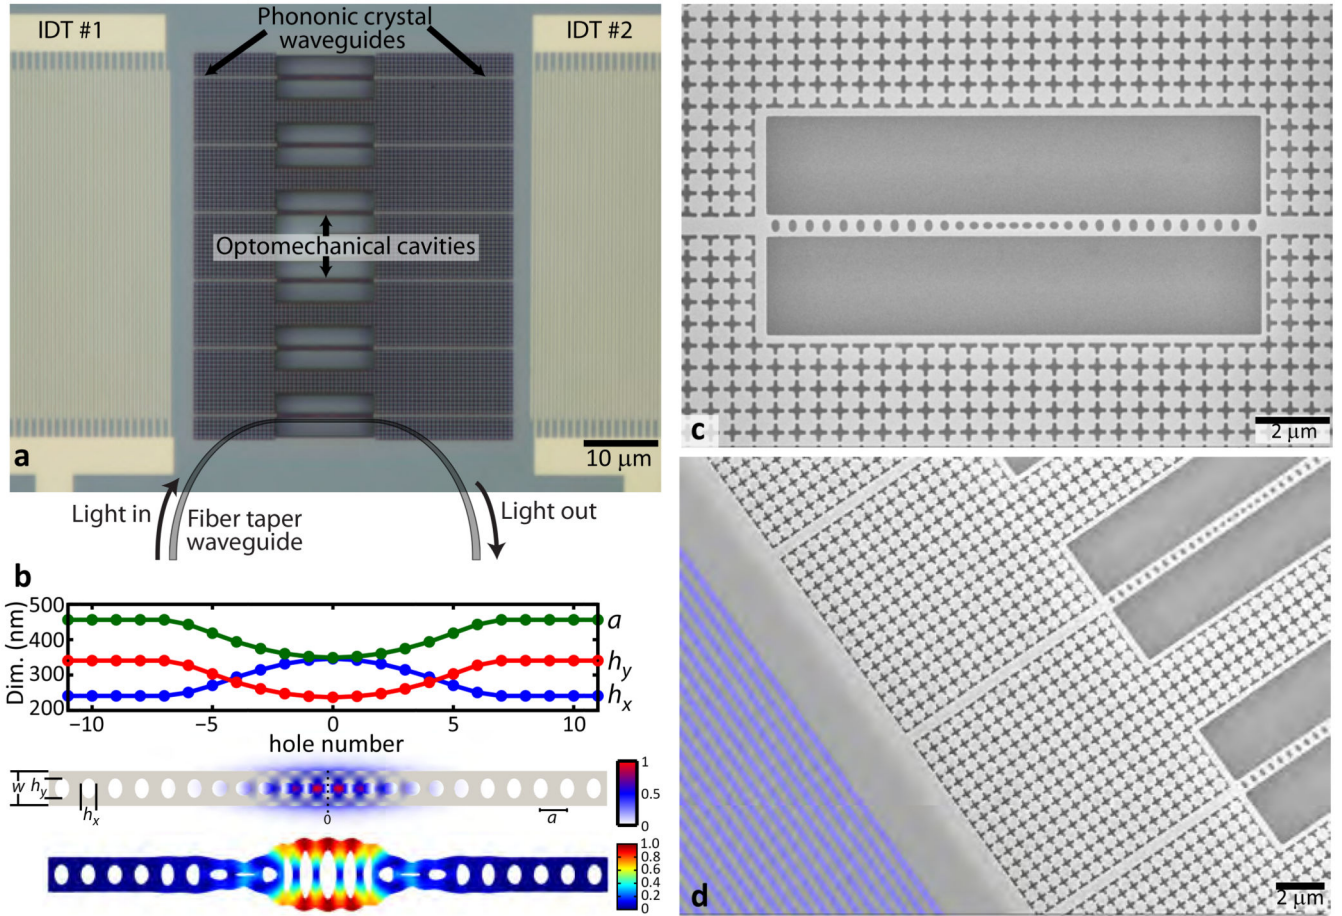 IDT #1
Phononic crystal
waveguides
IDT #2
Optomechanical cavities
a
10 μm
Light in
Fiber taper
waveguide
Light out
c
2 μm
b
Dim. (nm)
500
400
300
200
a
h_y
h_x
−10
−5
0
5
10
hole number
w
h_y
h_x
0
a
1
0.5
0
1.0
0.8
0.6
0.4
0.2
0
d
2 μm